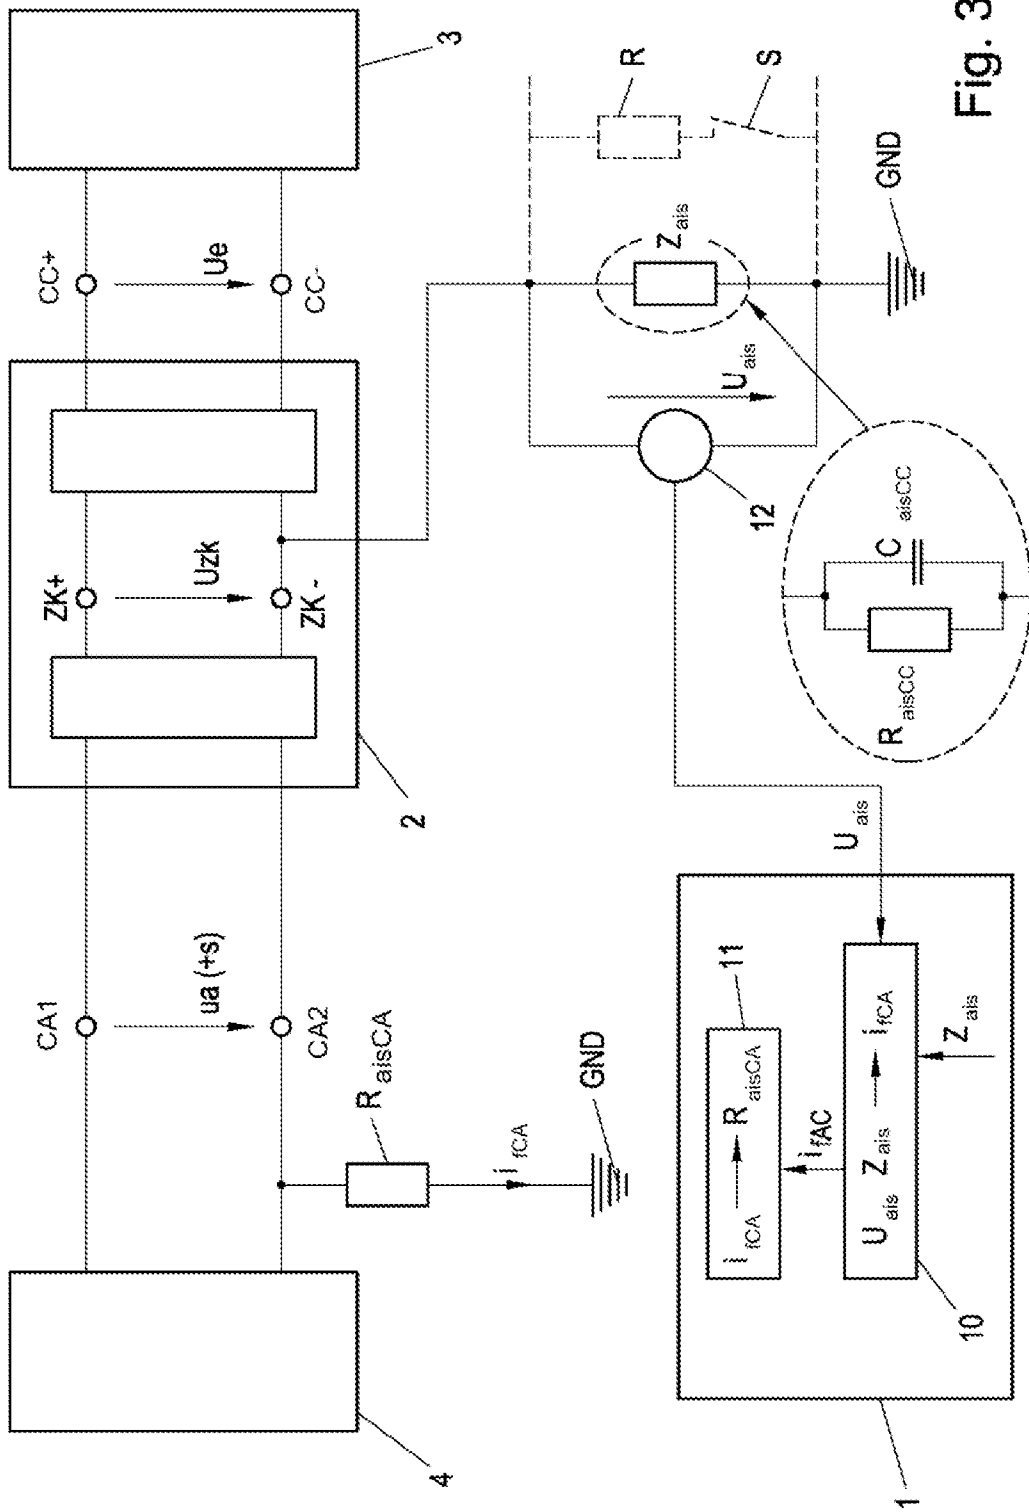 4
CA1
ua (+s)
CA2
R aisCA
i fCA
GND
2
ZK+
Uzk
ZK -
CC+
Ue
CC-
3
1
10
11
i fCA R aisCA
i fAC
U ais Z ais i fCA
Z ais
U ais
12
U ais
Z ais
R
S
GND
R aisCC
C aisCC
Fig. 3